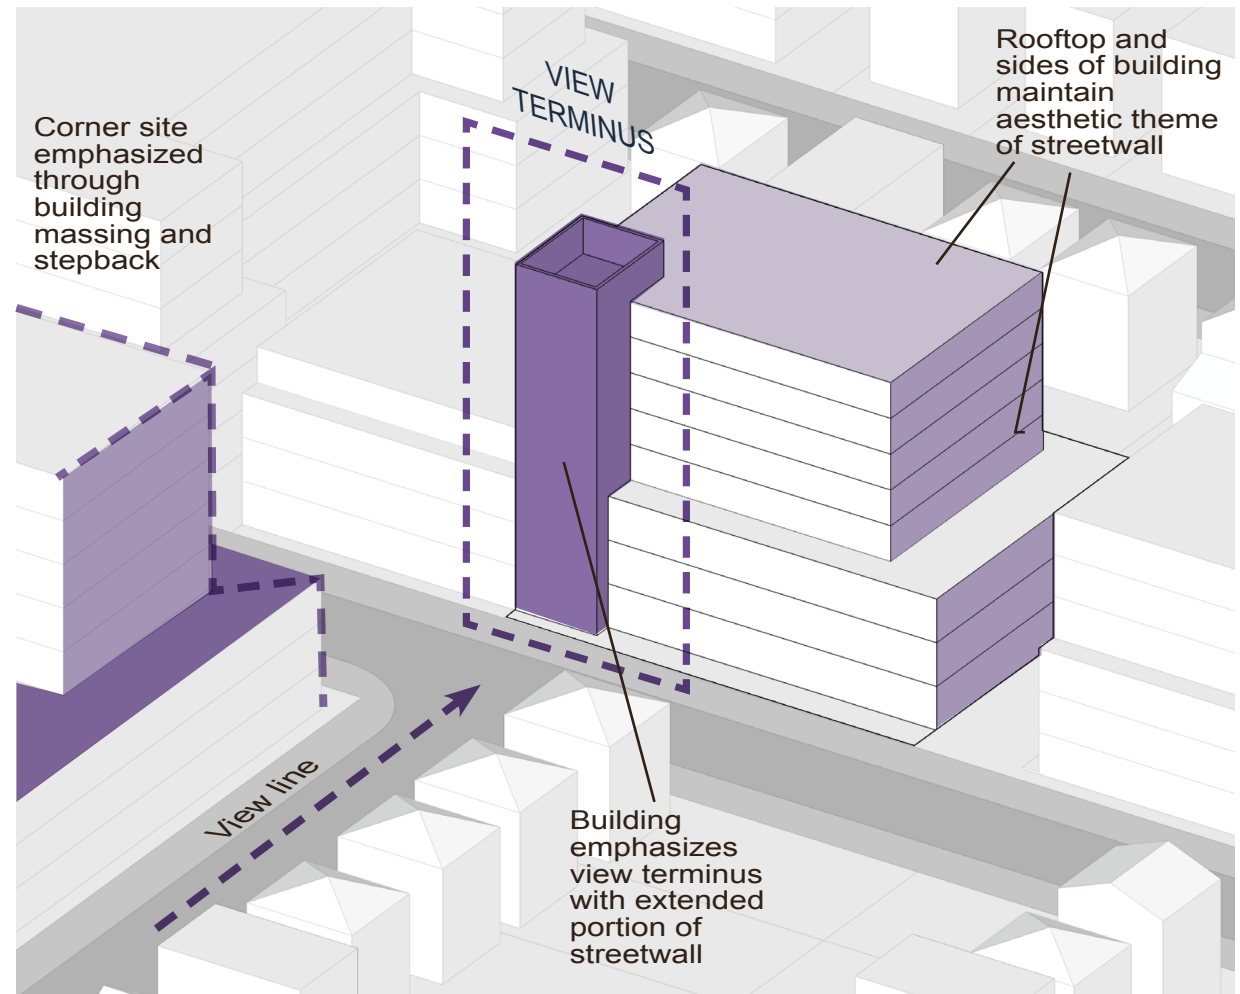 Corner site
emphasized
through
building
massing and
stepback
VIEW
TERMINUS
Rooftop and
sides of building
maintain
aesthetic theme
of streetwall
View line
Building
emphasizes
view terminus
with extended
portion of
streetwall